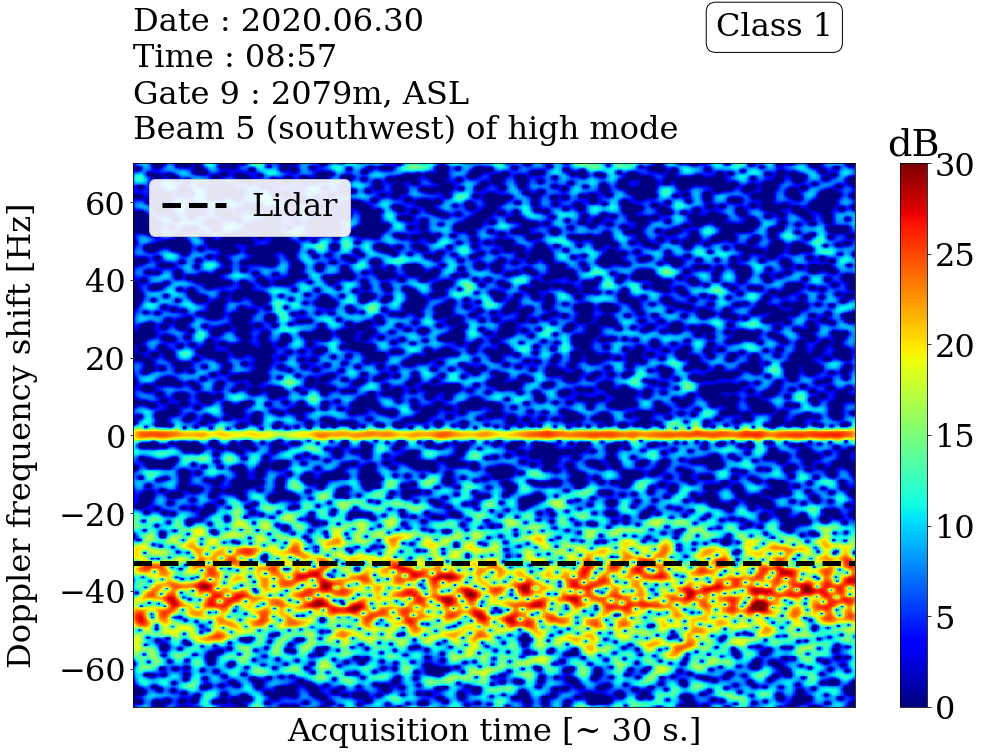 Date : 2020.06.30
Time : 08:57
Gate 9 : 2079m, ASL
Beam 5 (southwest) of high mode
Class 1
dB
Lidar
Doppler frequency shift [Hz]
60
40
20
0
−20
−40
−60
30
25
20
15
10
5
0
Acquisition time [~ 30 s.]